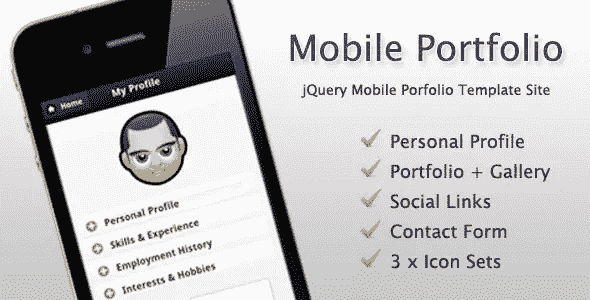 Mobile Portfolio
jQuery Mobile Porfolio Template Site
Personal Profile
Portfolio + Gallery
Social Links
Contact Form
3 x Icon Sets
Home
My Profile
Personal Profile
Skills & Experience
Employment History
Interests & Hobbies